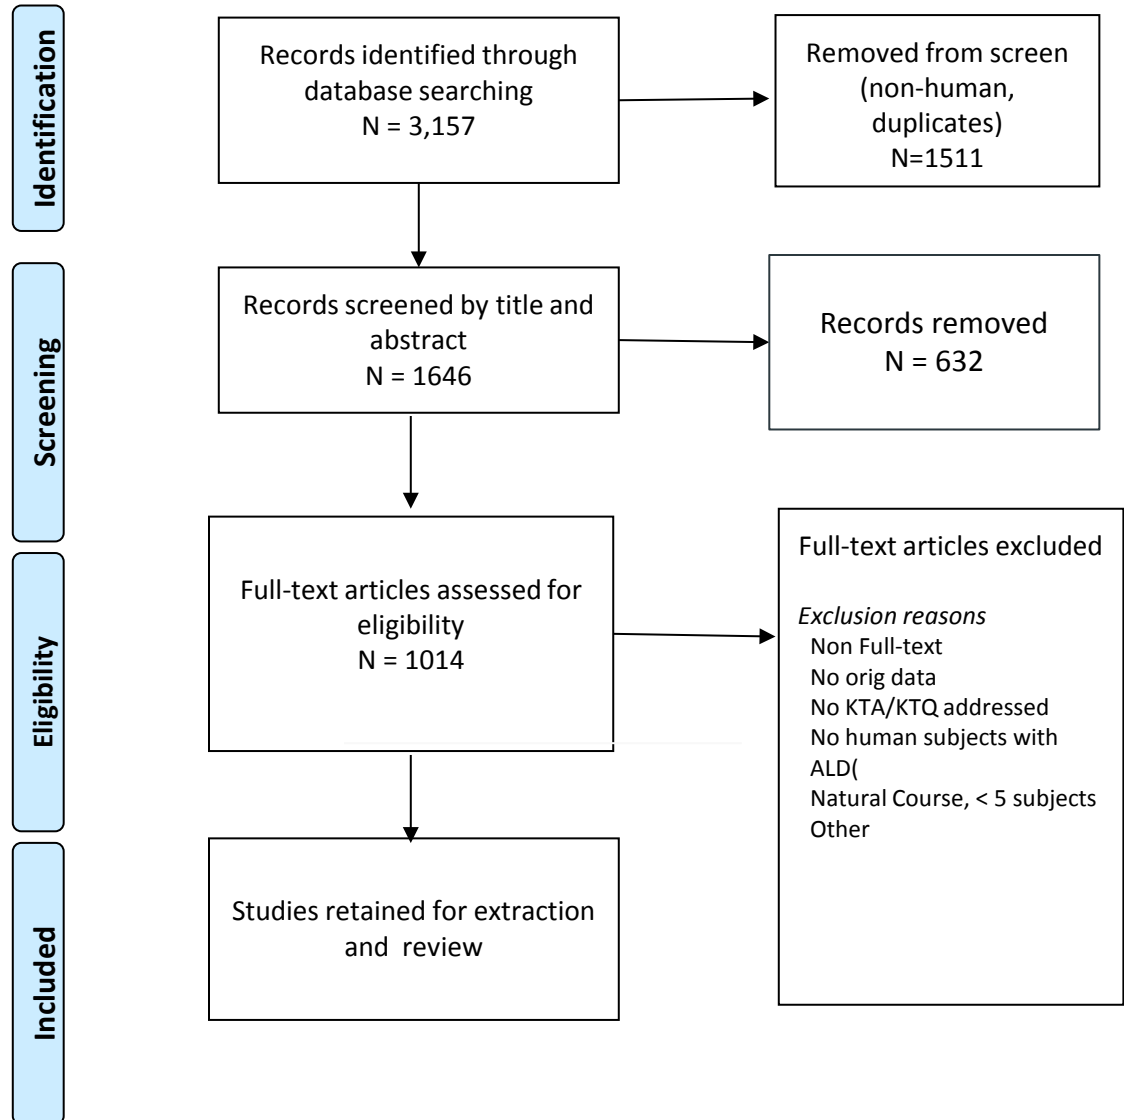 Identification
Records identified through
database searching
N = 3,157
Removed from screen
(non-human,
duplicates)
N=1511
Screening
Records screened by title and
abstract
N = 1646
Records removed
N = 632
Eligibility
Full-text articles assessed for
eligibility
N = 1014
Full-text articles excluded
Exclusion reasons
Non Full-text
No orig data
No KTA/KTQ addressed
No human subjects with
ALD(
Natural Course, < 5 subjects
Other
Included
Studies retained for extraction
and review